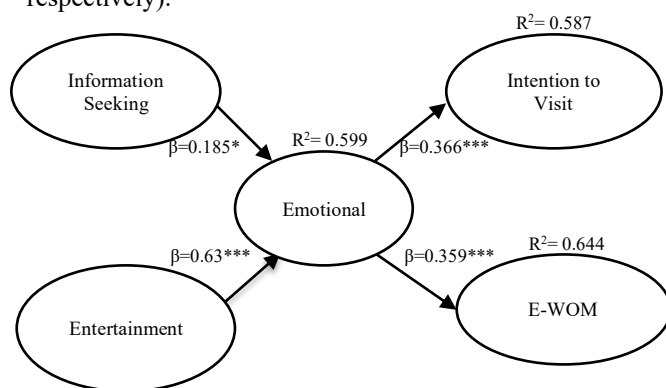 respectively).
R²= 0.587
Information
Seeking
Intention to
Visit
β=0.185*
R²= 0.599
β=0.366***
Emotional
β=0.63***
β=0.359***
R²= 0.644
Entertainment
E-WOM